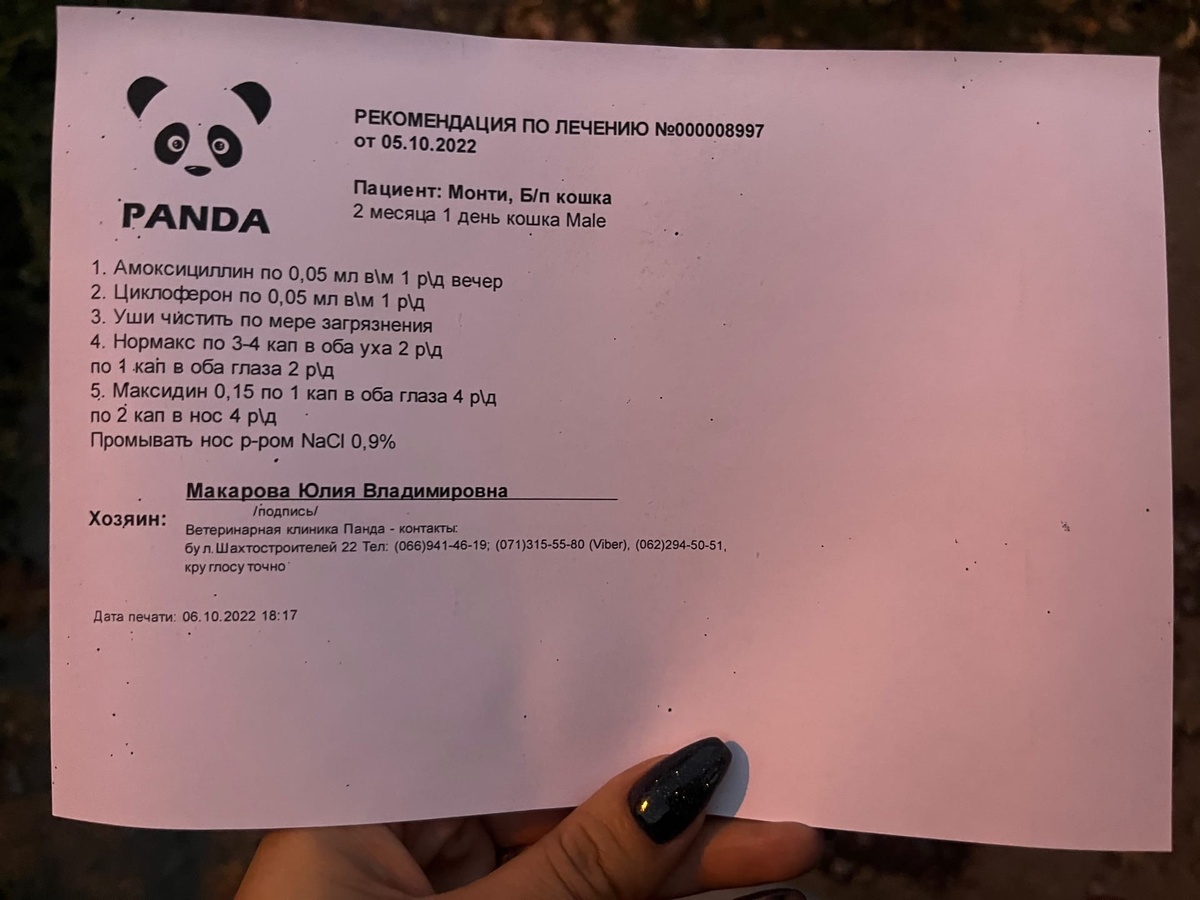 PANDA
РЕКОМЕНДАЦИЯ ПО ЛЕЧЕНИЮ №000008997
от 05.10.2022
Пациент: Монти, Б/п кошка
2 месяца 1 день кошка Male
1. Амоксициллин по 0,05 мл в\м 1 р\д вечер
2. Циклоферон по 0,05 мл в\м 1 р\д
3. Уши чистить по мере загрязнения
4. Нормакс по 3-4 кап в оба уха 2 р\д
по 1 кап в оба глаза 2 р\д
5. Максидин 0,15 по 1 кап в оба глаза 4 р\д
по 2 кап в нос 4 р\д
Промывать нос р-ром NaCl 0,9%
Макарова Юлия Владимировна
/подпись/
Хозяин:
Ветеринарная клиника Панда - контакты:
бул.Шахтостроителей 22 Тел: (066)941-46-19; (071)315-55-80 (Viber), (062)294-50-51,
круглосуточно
Дата печати: 06.10.2022 18:17